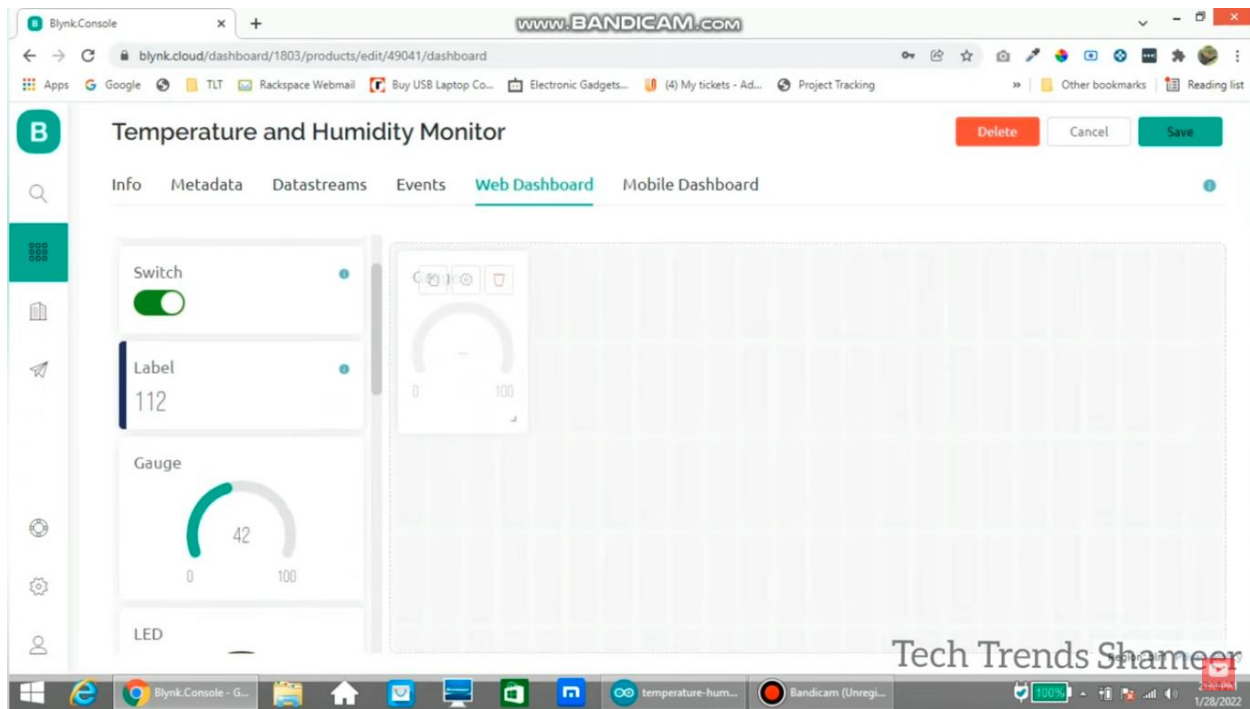 Blynk.Console
www.BANDICAM.com
blynk.cloud/dashboard/1803/products/edit/49041/dashboard
Apps
Google
TLT
Rackspace Webmail
Buy USB Laptop Co...
Electronic Gadgets...
(4) My tickets - Ad...
Project Tracking
»
Other bookmarks
Reading list
B
Temperature and Humidity Monitor
Delete
Cancel
Save
Info
Metadata
Datastreams
Events
Web Dashboard
Mobile Dashboard
Switch
Label
112
Gauge
42
0
100
LED
--
0
100
Tech Trends Shameer
Blynk.Console - G...
temperature-hum...
Bandicam (Unregi...
100%
1/28/2022